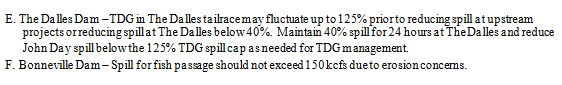 E. The Dalles Dam –TDG in The Dalles tailrace may fluctuate up to 125% prior to reducing spill at upstream
projects or reducing spill at The Dalles below 40%. Maintain 40% spill for 24 hours at The Dalles and reduce
John Day spill below the 125% TDG spill cap as needed for TDG management.
F. Bonneville Dam – Spill for fish passage should not exceed 150 kcfs due to erosion concerns.